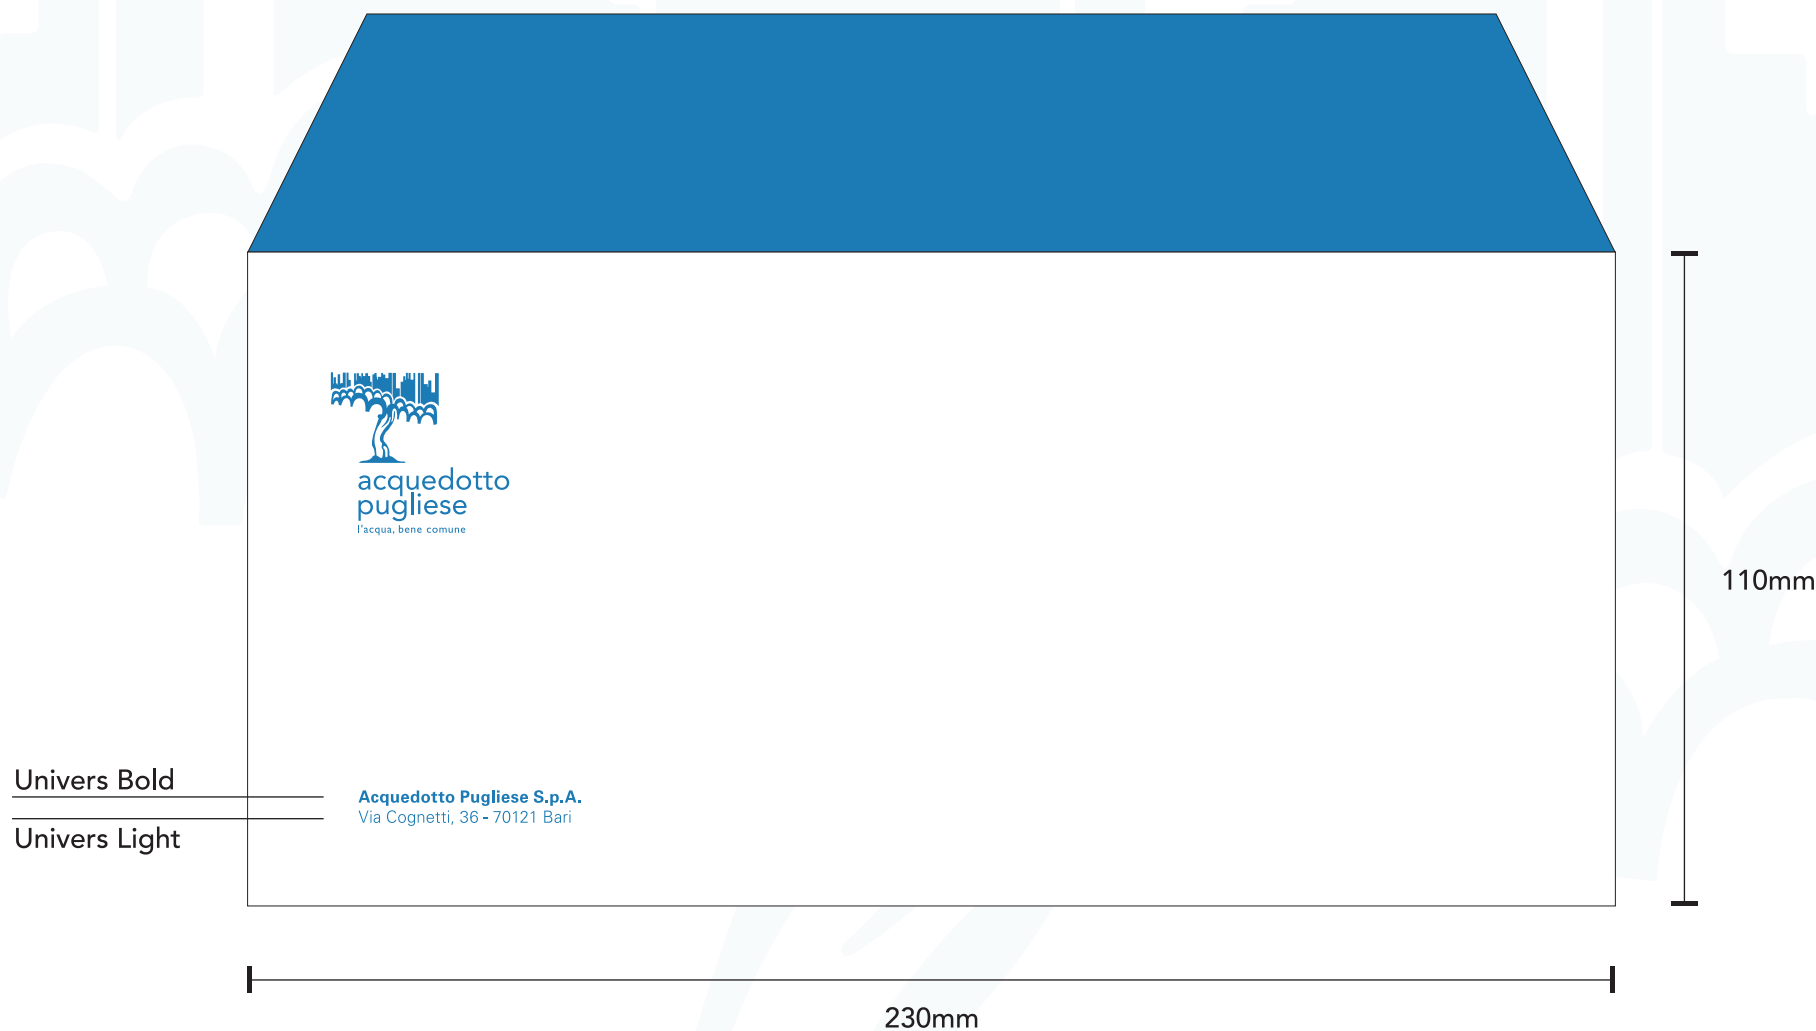 acquedotto
pugliese
l'acqua, bene comune
110mm
Univers Bold
Acquedotto Pugliese S.p.A.
Via Cognetti, 36 - 70121 Bari
Univers Light
230mm